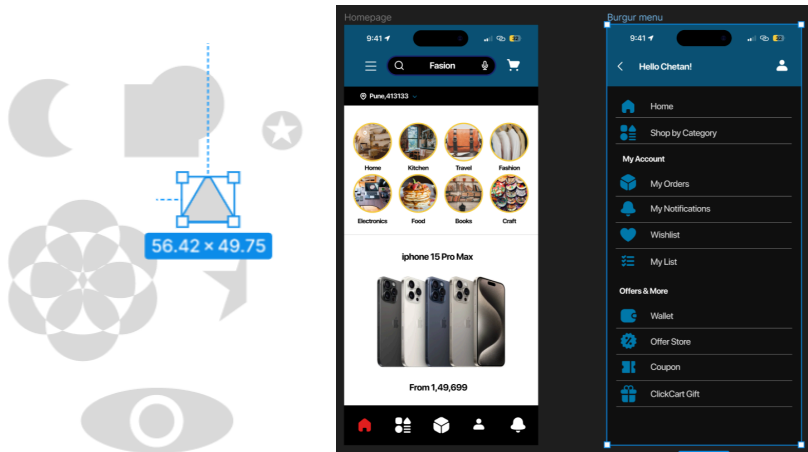 56.42 × 49.75
Homepage
9:41
Fasion
Pune,413133
Home Kitchen Travel Fashion
Electronics Food Books Craft
iphone 15 Pro Max
From 1,49,699
Burgur menu
9:41
Hello Chetan!
Home
Shop by Category
My Account
My Orders
My Notifications
Wishlist
My List
Offers & More
Wallet
Offer Store
Coupon
ClickCart Gift